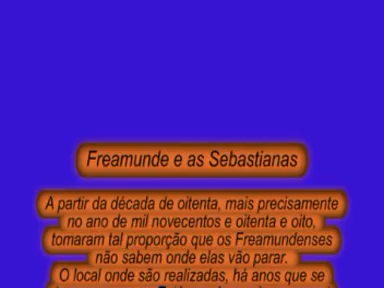 Freamunde e as Sebastianas
A partir da década de oitenta, mais precisamente
no ano de mil novecentos e oitenta e oito,
tomaram tal proporção que os Freamundenses
não sabem onde elas vão parar.
O local onde são realizadas, há anos que se